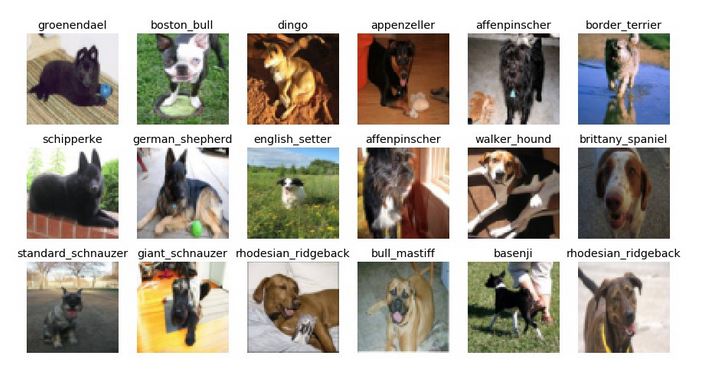 groenendael boston_bull dingo appenzeller affenpinscher border_terrier
schipperke german_shepherd english_setter affenpinscher walker_hound brittany_spaniel
standard_schnauzer giant_schnauzer rhodesian_ridgeback bull_mastiff basenji rhodesian_ridgeback